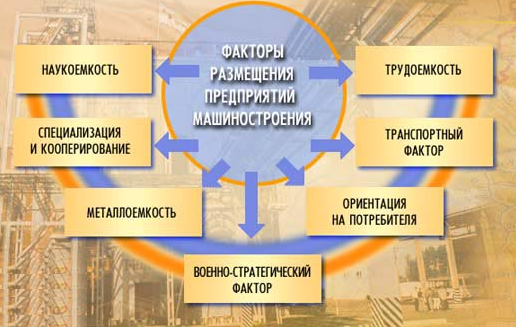 ФАКТОРЫ
РАЗМЕЩЕНИЯ
ПРЕДПРИЯТИЙ
МАШИНОСТРОЕНИЯ
НАУКОЕМКОСТЬ
ТРУДОЕМКОСТЬ
СПЕЦИАЛИЗАЦИЯ
И КООПЕРИРОВАНИЕ
ТРАНСПОРТНЫЙ
ФАКТОР
МЕТАЛЛОЕМКОСТЬ
ОРИЕНТАЦИЯ
НА ПОТРЕБИТЕЛЯ
ВОЕННО-СТРАТЕГИЧЕСКИЙ
ФАКТОР